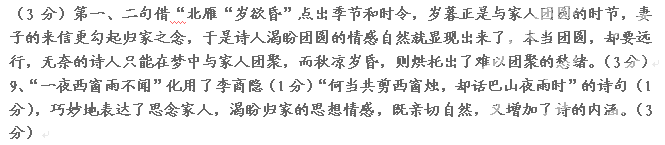 （3 分）第一、二句借“北雁“岁欲昏”点出季节和时令，岁暮正是与家人团圆的时节，妻
子的来信更勾起归家之念，于是诗人渴盼团圆的情感自然就显现出来了，本当团圆，却要远
行，无奈的诗人只能在梦中与家人团聚，而秋凉岁昏，则烘托出了难以团聚的愁绪。（3 分）
9、“一夜西窗雨不闻”化用了李商隐（1 分）“何当共剪西窗烛，却话巴山夜雨时”的诗句（1
分），巧妙地表达了思念家人，渴盼归家的思想情感，既亲切自然，又增加了诗的内涵。（3
分）